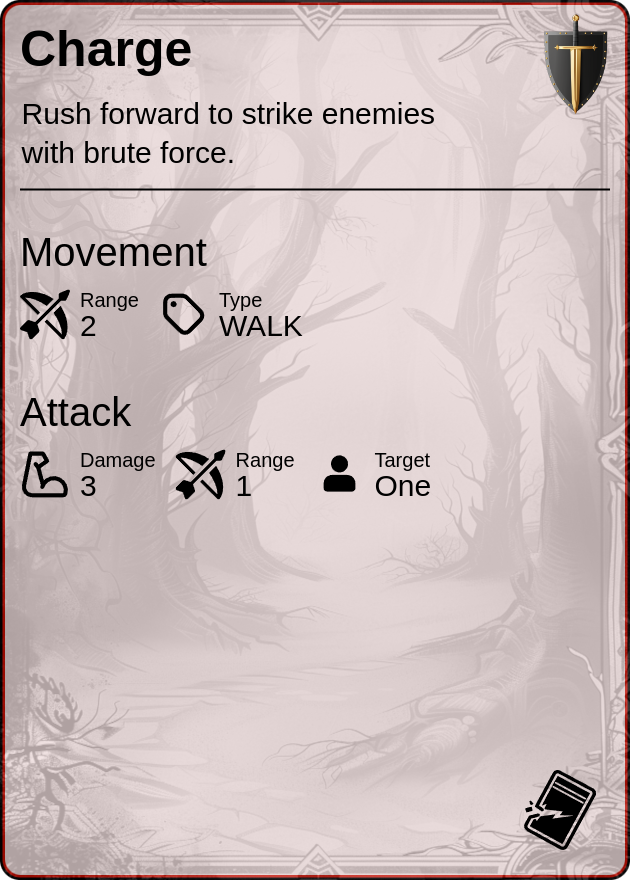 Charge
Rush forward to strike enemies
with brute force.
Movement
Range Type
2 WALK
Attack
Damage Range Target
3 1 One